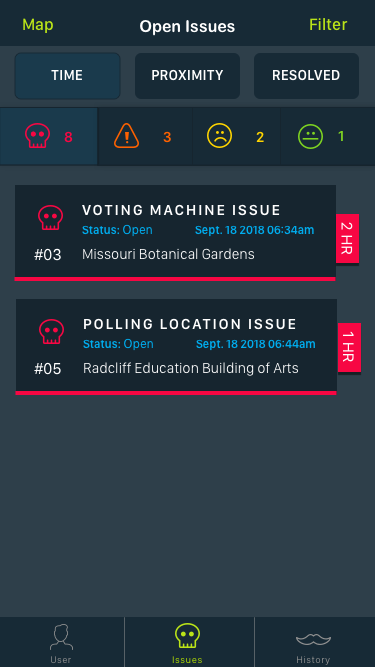 Map Open Issues Filter
TIME PROXIMITY RESOLVED
8 3 2 1
VOTING MACHINE ISSUE
Status: Open Sept. 18 2018 06:34am
#03 Missouri Botanical Gardens
2 HR
POLLING LOCATION ISSUE
Status: Open Sept. 18 2018 06:44am
#05 Radcliff Education Building of Arts
1 HR
User Issues History